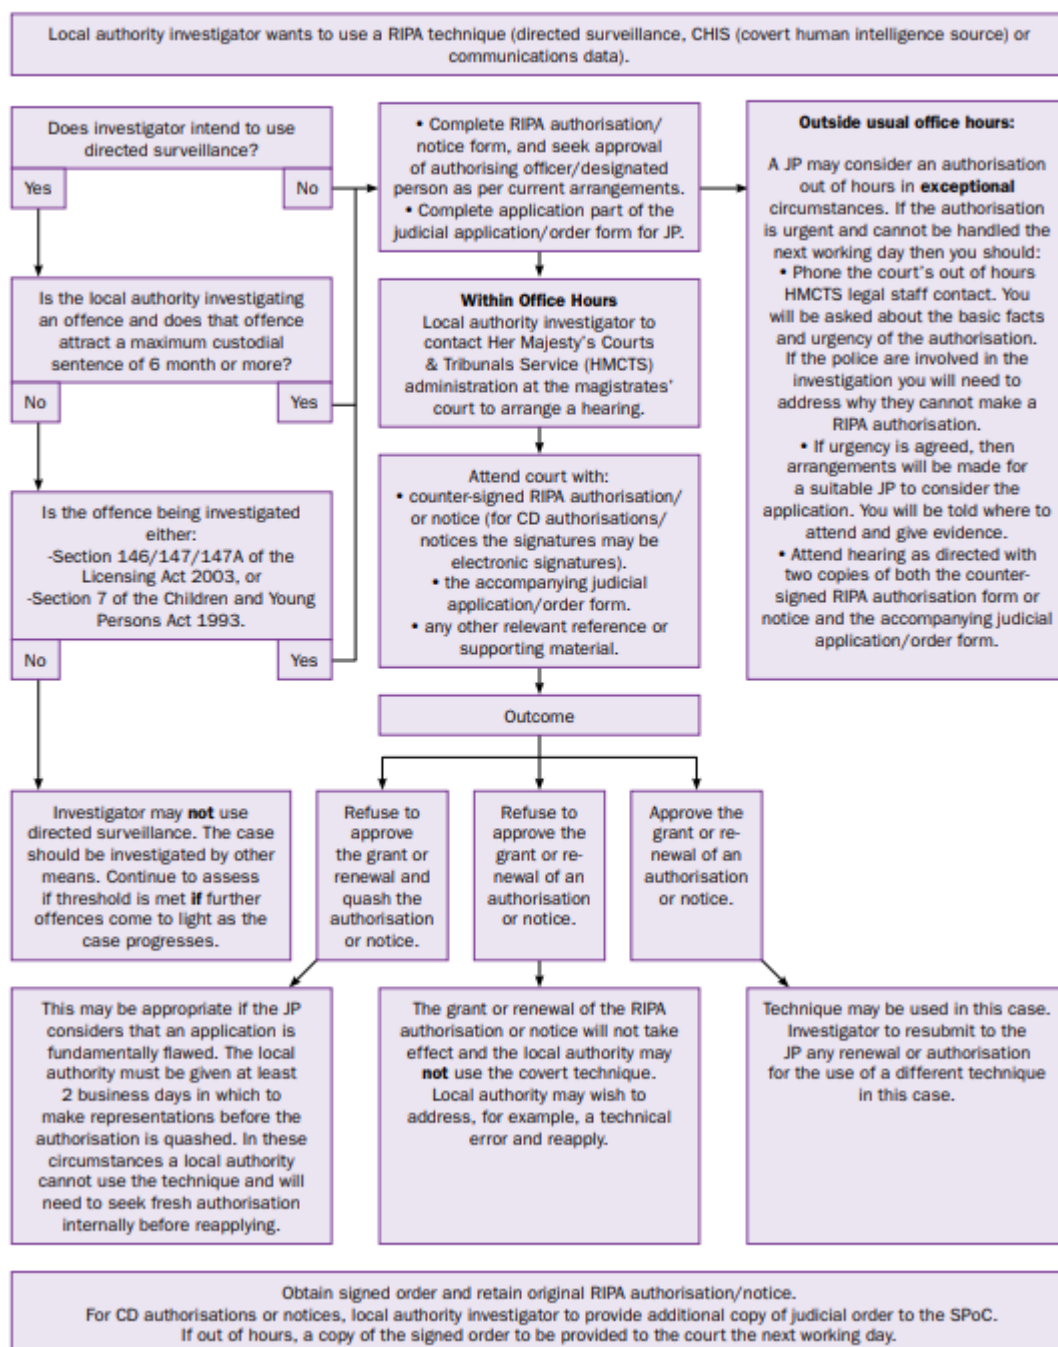 Local authority investigator wants to use a RIPA technique (directed surveillance, CHIS (covert human intelligence source) or
communications data).
Does investigator intend to use
directed surveillance?
Yes
No
Is the local authority investigating
an offence and does that offence
attract a maximum custodial
sentence of 6 month or more?
No
Yes
Is the offence being investigated
either:
-Section 146/147/147A of the
Licensing Act 2003, or
-Section 7 of the Children and Young
Persons Act 1993.
No
Yes
Investigator may not use
directed surveillance. The case
should be investigated by other
means. Continue to assess
if threshold is met if further
offences come to light as the
case progresses.
• Complete RIPA authorisation/
notice form, and seek approval
of authorising officer/designated
person as per current arrangements.
• Complete application part of the
judicial application/order form for JP.
Within Office Hours
Local authority investigator to
contact Her Majesty's Courts
& Tribunals Service (HMCTS)
administration at the magistrates'
court to arrange a hearing.
Attend court with:
• counter-signed RIPA authorisation/
or notice (for CD authorisations/
notices the signatures may be
electronic signatures).
• the accompanying judicial
application/order form.
• any other relevant reference or
supporting material.
Outside usual office hours:
A JP may consider an authorisation
out of hours in exceptional
circumstances. If the authorisation
is urgent and cannot be handled the
next working day then you should:
• Phone the court's out of hours
HMCTS legal staff contact. You
will be asked about the basic facts
and urgency of the authorisation.
If the police are involved in the
investigation you will need to
address why they cannot make a
RIPA authorisation.
• If urgency is agreed, then
arrangements will be made for
a suitable JP to consider the
application. You will be told where to
attend and give evidence.
• Attend hearing as directed with
two copies of both the counter-
signed RIPA authorisation form or
notice and the accompanying judicial
application/order form.
Outcome
Refuse to
approve
the grant or
renewal and
quash the
authorisation
or notice.
Refuse to
approve the
grant or re-
newal of an
authorisation
or notice.
Approve the
grant or re-
newal of an
authorisation
or notice.
This may be appropriate if the JP
considers that an application is
fundamentally flawed. The local
authority must be given at least
2 business days in which to
make representations before the
authorisation is quashed. In these
circumstances a local authority
cannot use the technique and will
need to seek fresh authorisation
internally before reapplying.
The grant or renewal of the RIPA
authorisation or notice will not take
effect and the local authority may
not use the covert technique.
Local authority may wish to
address, for example, a technical
error and reapply.
Technique may be used in this case.
Investigator to resubmit to the
JP any renewal or authorisation
for the use of a different technique
in this case.
Obtain signed order and retain original RIPA authorisation/notice.
For CD authorisations or notices, local authority investigator to provide additional copy of judicial order to the SPoC.
If out of hours, a copy of the signed order to be provided to the court the next working day.